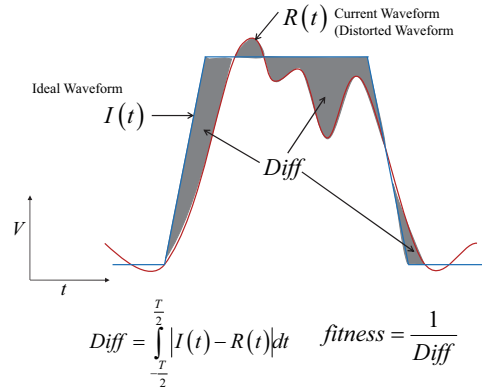 R(t) Current Waveform
(Distorted Waveform
Ideal Waveform
I(t)
Diff
V
t
Diff = ∫_{-T/2}^{T/2} |I(t) − R(t)|dt
fitness = 1/Diff